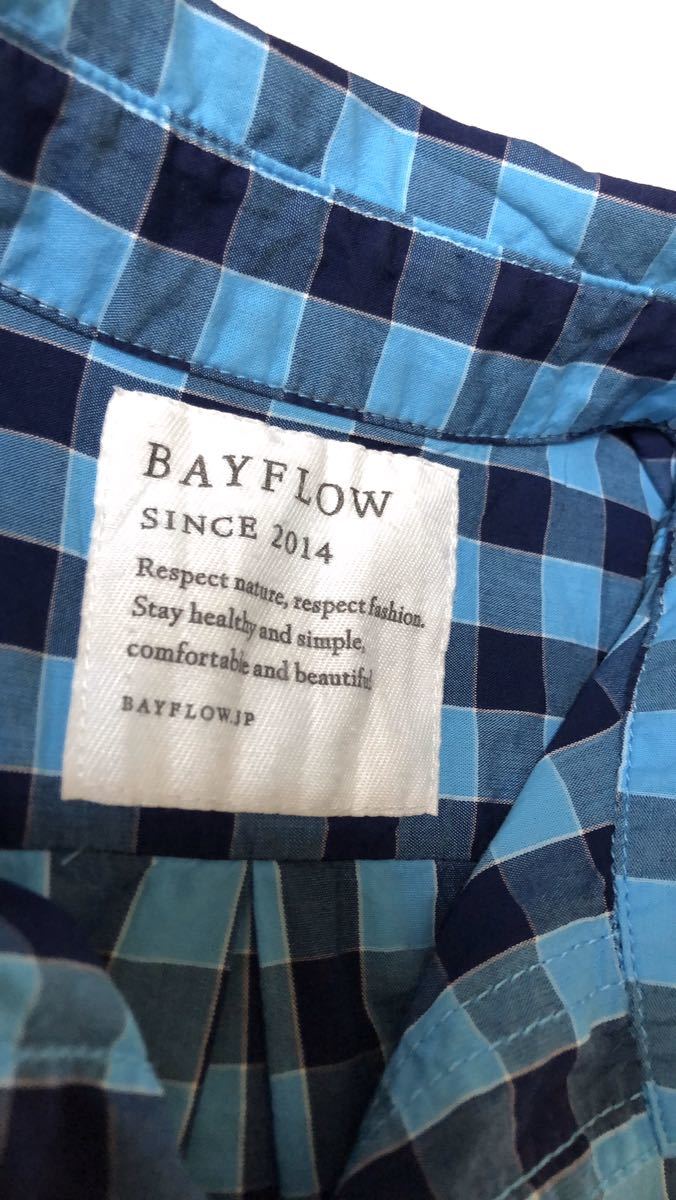 BAYFLOW
SINCE 2014
Respect nature, respect fashion.
Stay healthy and simple,
comfortable and beautiful
BAYFLOW.JP